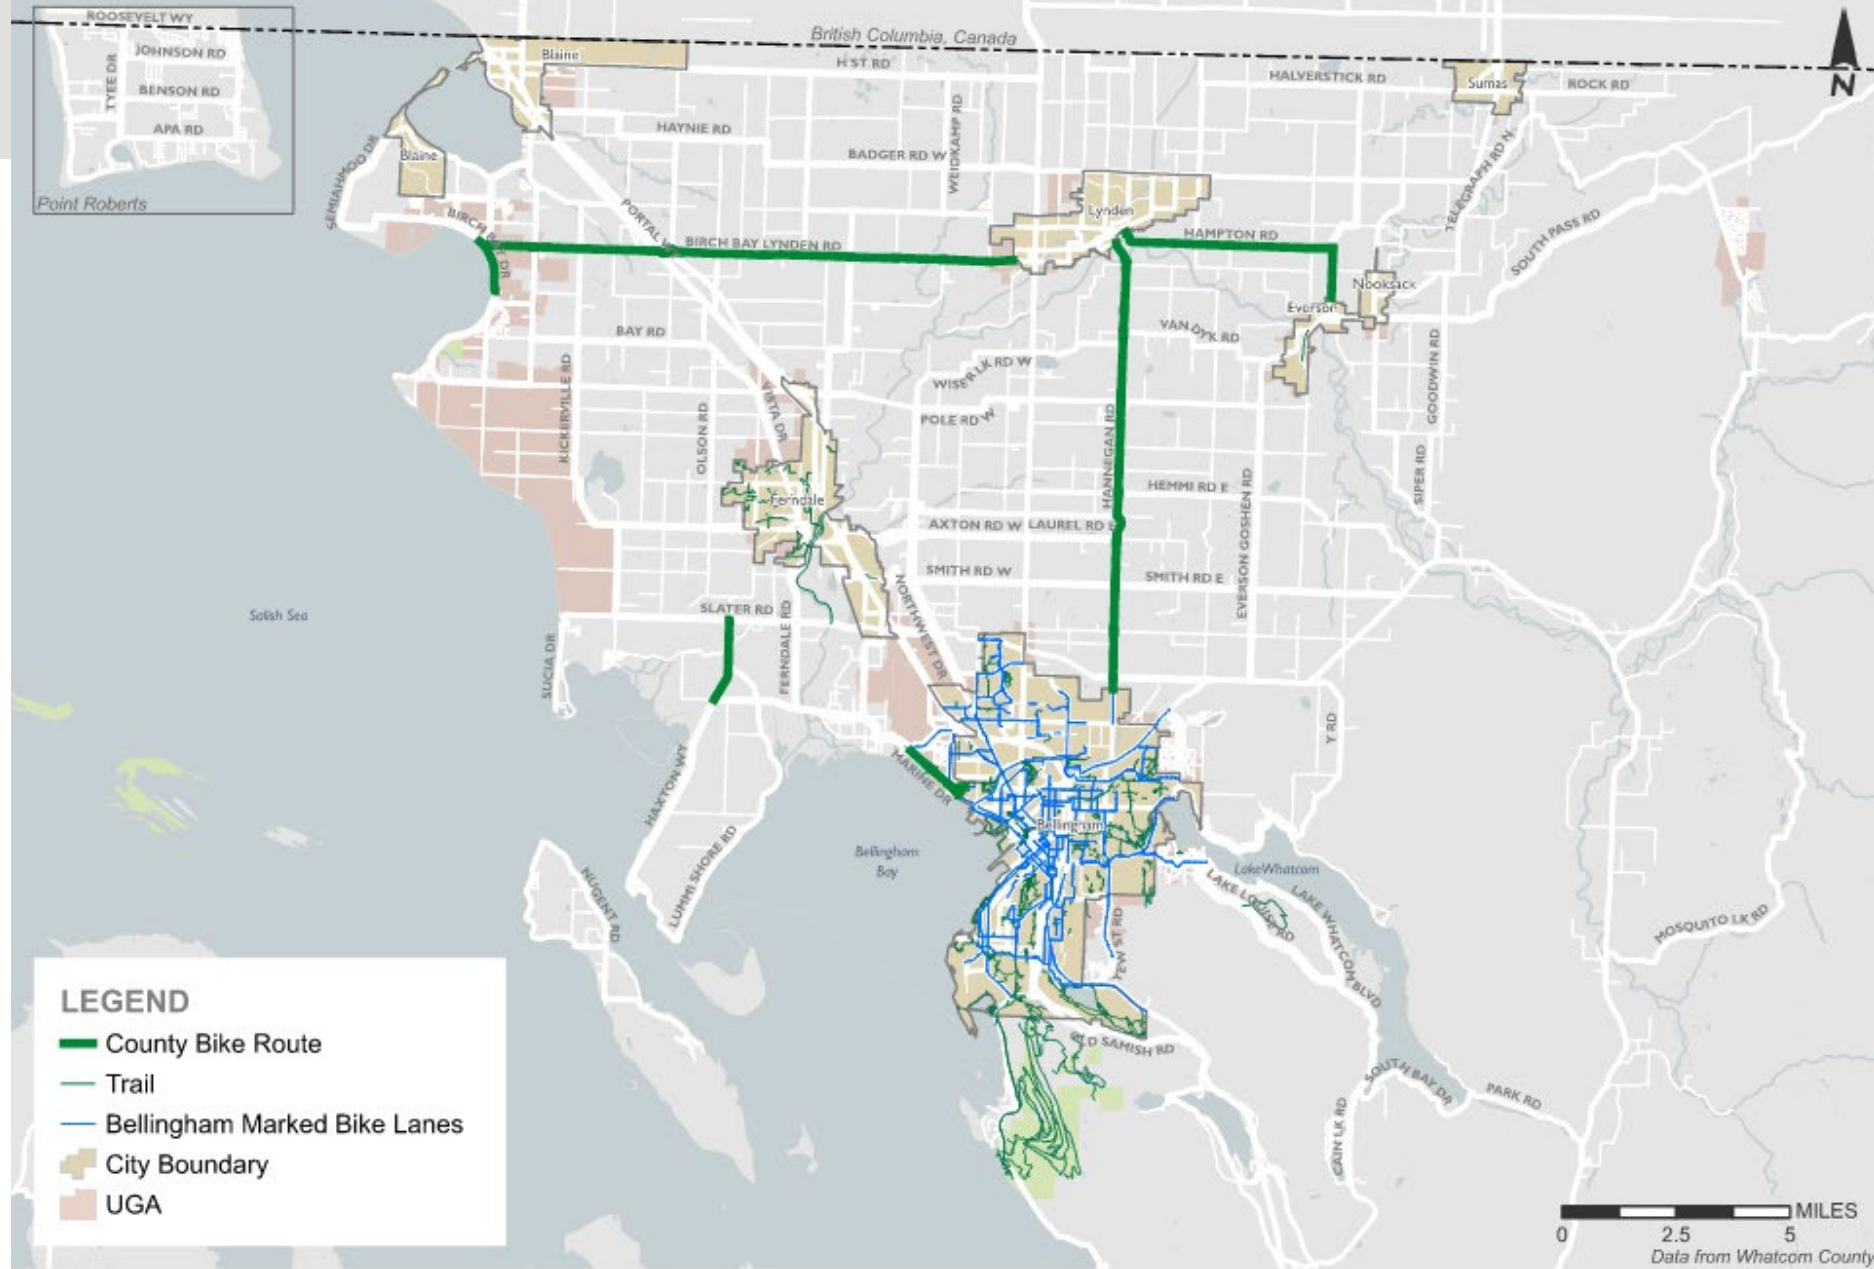 ROOSEVELT WY
JOHNSON RD
TYEE DR
BENSON RD
APA RD
Point Roberts
British Columbia, Canada
N
Blaine
H ST RD
HALVERSTICK RD
Sumas
ROCK RD
HAYNIE RD
WEIDKAMP RD
BADGER RD W
TELEGRAPH RD N
Blaine
SEMIAHMOO DR
BIRCH BAY DR
PORTAL WY
BIRCH BAY LYNDEN RD
Lynden
HAMPTON RD
SOUTH PASS RD
Nooksack
Everson
BAY RD
VAN DYK RD
KICKERVILLE RD
WISER LK RD W
GOODWIN RD
VISTA DR
OLSON RD
POLE RD W
HANNEGAN RD
SIPER RD
Ferndale
HEMMI RD E
EVERSON GOSHEN RD
AXTON RD W
LAUREL RD E
SMITH RD W
SMITH RD E
NORTHWEST DR
Salish Sea
SLATER RD
FERNDALE RD
SUCIA DR
Y RD
HAXTON WY
MARINE DR
Bellingham
Bellingham
Bay
LUMMI SHORE RD
Lake Whatcom
NUGENT RD
LAKE LOUISE RD
LAKE WHATCOM BLVD
YEW ST RD
MOSQUITO LK RD
OLD SAMISH RD
SOUTH BAY DR
PARK RD
CAIN LK RD
LEGEND
County Bike Route
Trail
Bellingham Marked Bike Lanes
City Boundary
UGA
MILES
0 2.5 5
Data from Whatcom County